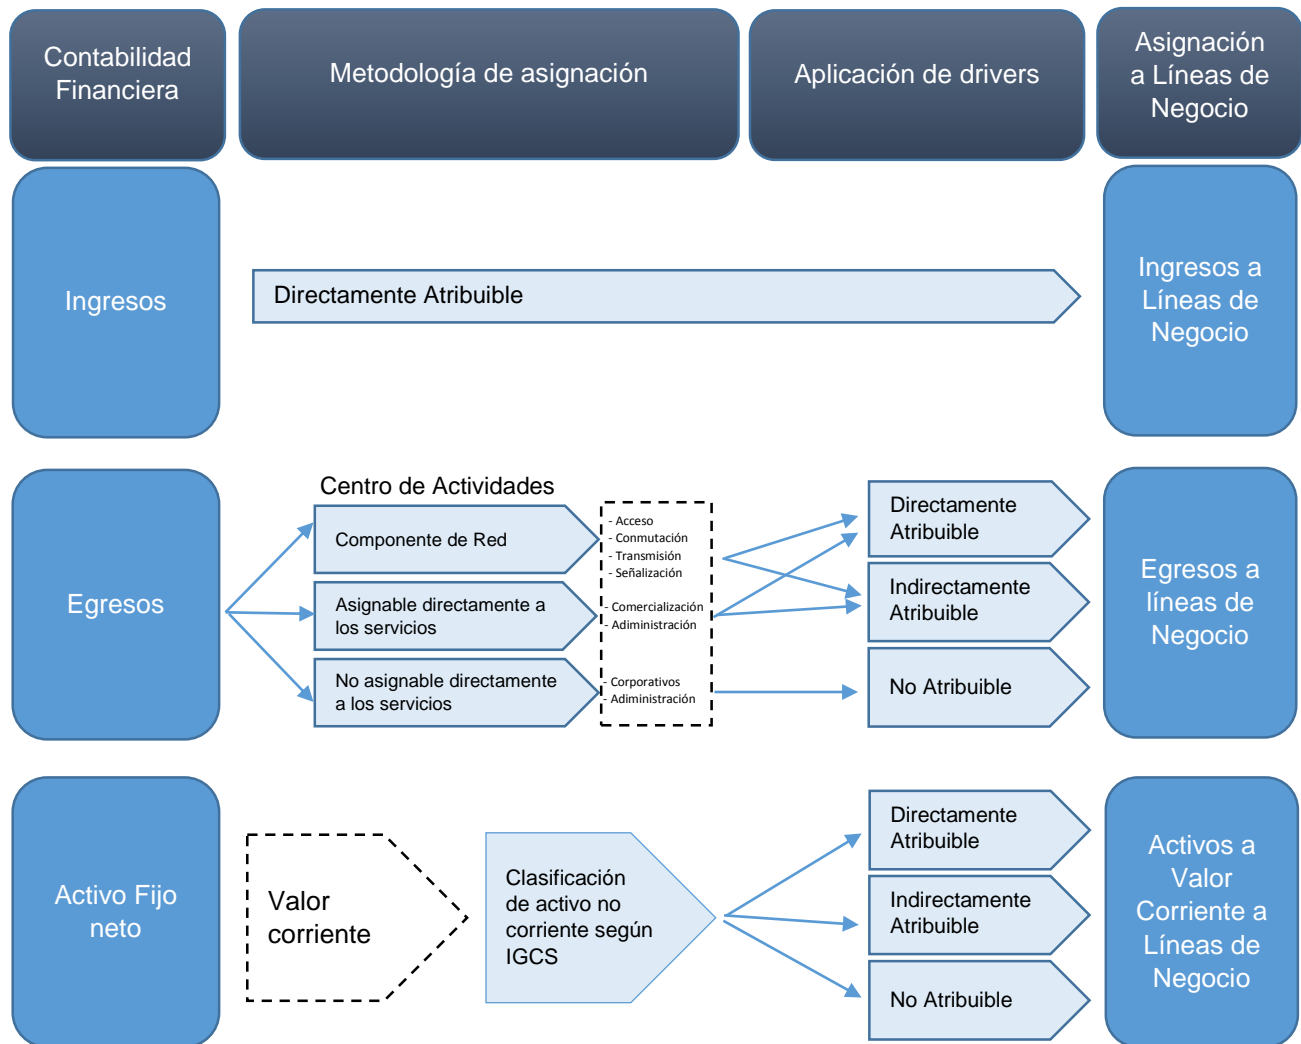 Contabilidad
Financiera
Metodología de asignación
Aplicación de drivers
Asignación
a Líneas de
Negocio
Ingresos
Directamente Atribuible
Ingresos a
Líneas de
Negocio
Egresos
Centro de Actividades
Componente de Red
Asignable directamente a
los servicios
No asignable directamente
a los servicios
- Acceso
- Conmutación
- Transmisión
- Señalización
- Comercialización
- Adiministración
- Corporativos
- Adiministración
Directamente
Atribuible
Indirectamente
Atribuible
No Atribuible
Egresos a
líneas de
Negocio
Activo Fijo
neto
Valor
corriente
Clasificación
de activo no
corriente según
IGCS
Directamente
Atribuible
Indirectamente
Atribuible
No Atribuible
Activos a
Valor
Corriente a
Líneas de
Negocio